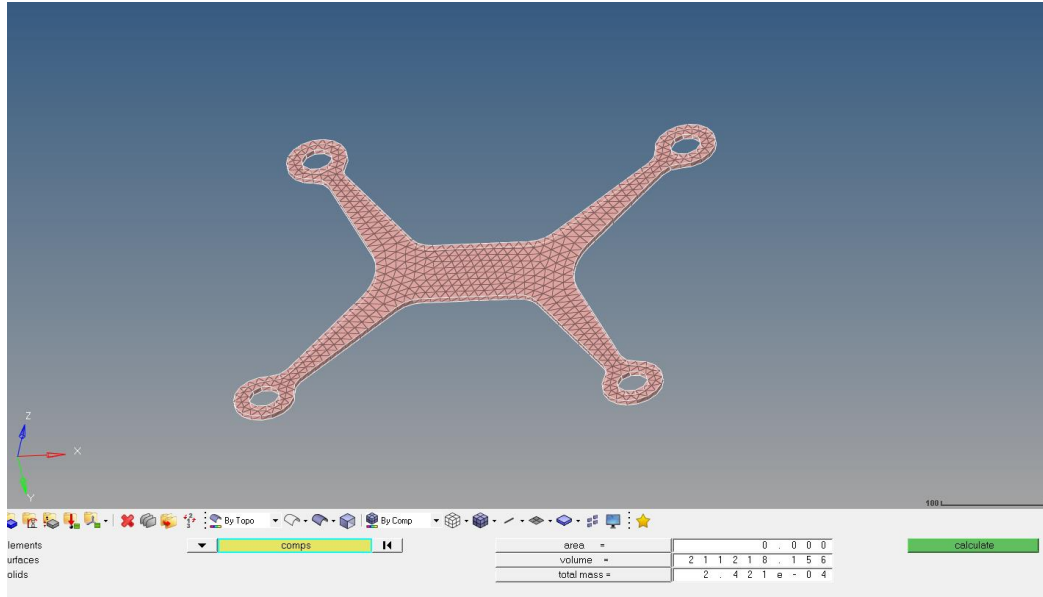 Z
X
Y
100
By Topo
By Comp
lements comps area = 0.000 calculate
urfaces volume = 211218.156
olids total mass = 2.421e-04